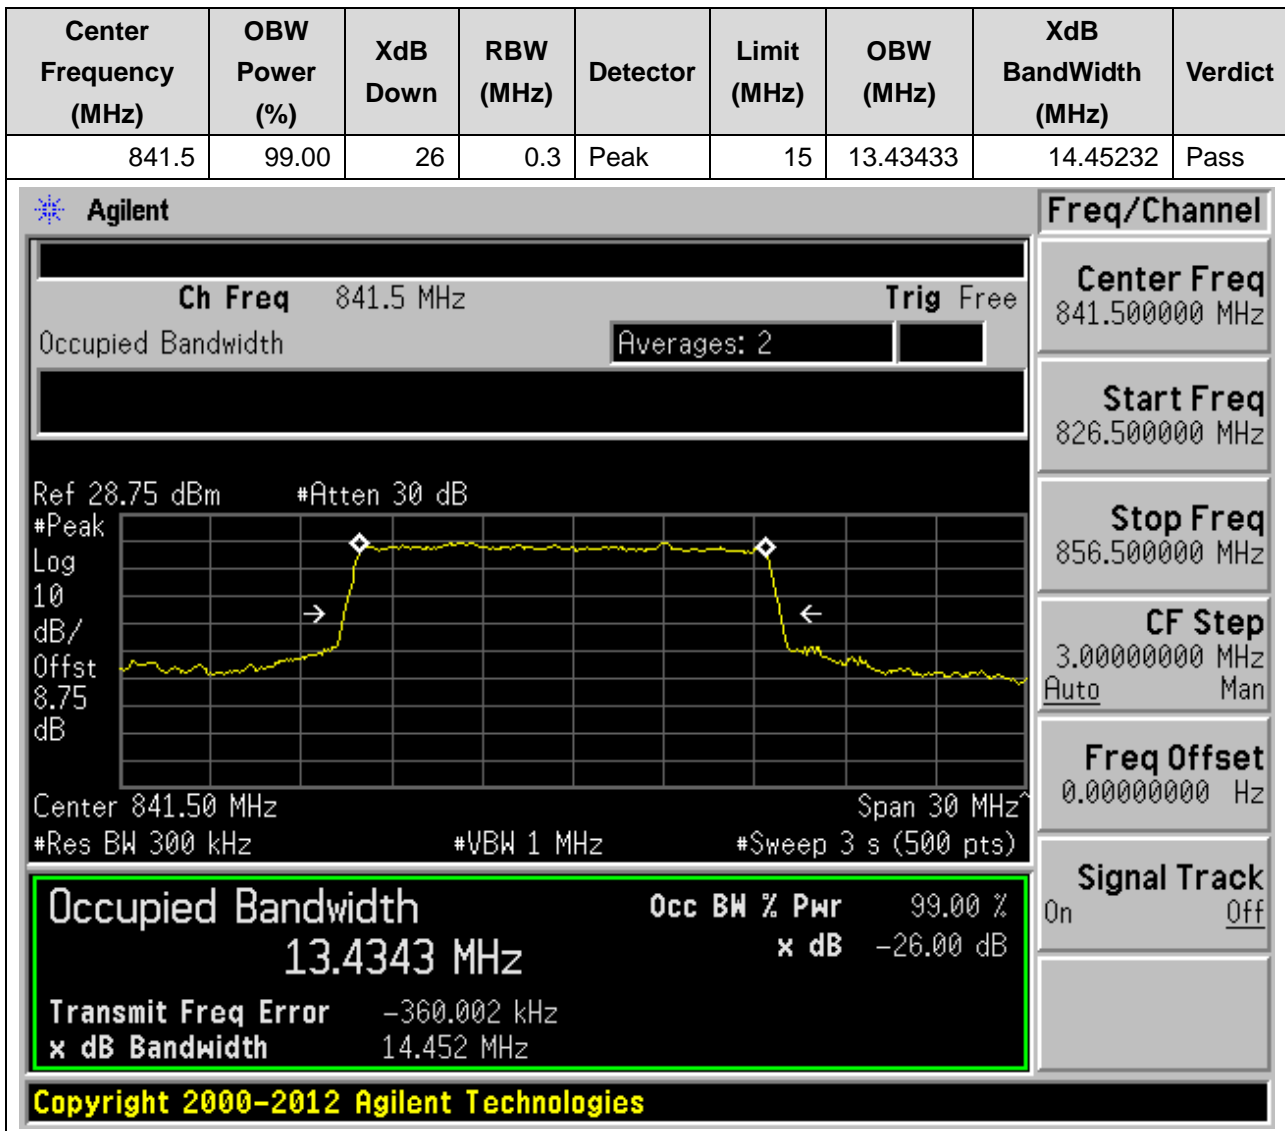 Center Frequency (MHz) OBW Power (%) XdB Down RBW (MHz) Detector Limit (MHz) OBW (MHz) XdB BandWidth (MHz) Verdict
841.5 99.00 26 0.3 Peak 15 13.43433 14.45232 Pass
Agilent
Freq/Channel
Ch Freq 841.5 MHz Trig Free
Occupied Bandwidth Averages: 2
Center Freq
841.500000 MHz
Start Freq
826.500000 MHz
Stop Freq
856.500000 MHz
CF Step
3.00000000 MHz
Auto Man
Freq Offset
0.00000000 Hz
Signal Track
On Off
Ref 28.75 dBm #Atten 30 dB
#Peak
Log
10
dB/
Offst
8.75
dB
Center 841.50 MHz Span 30 MHz^
#Res BW 300 kHz #VBW 1 MHz #Sweep 3 s (500 pts)
Occupied Bandwidth Occ BW % Pwr 99.00 %
13.4343 MHz x dB -26.00 dB
Transmit Freq Error -360.002 kHz
x dB Bandwidth 14.452 MHz
Copyright 2000-2012 Agilent Technologies